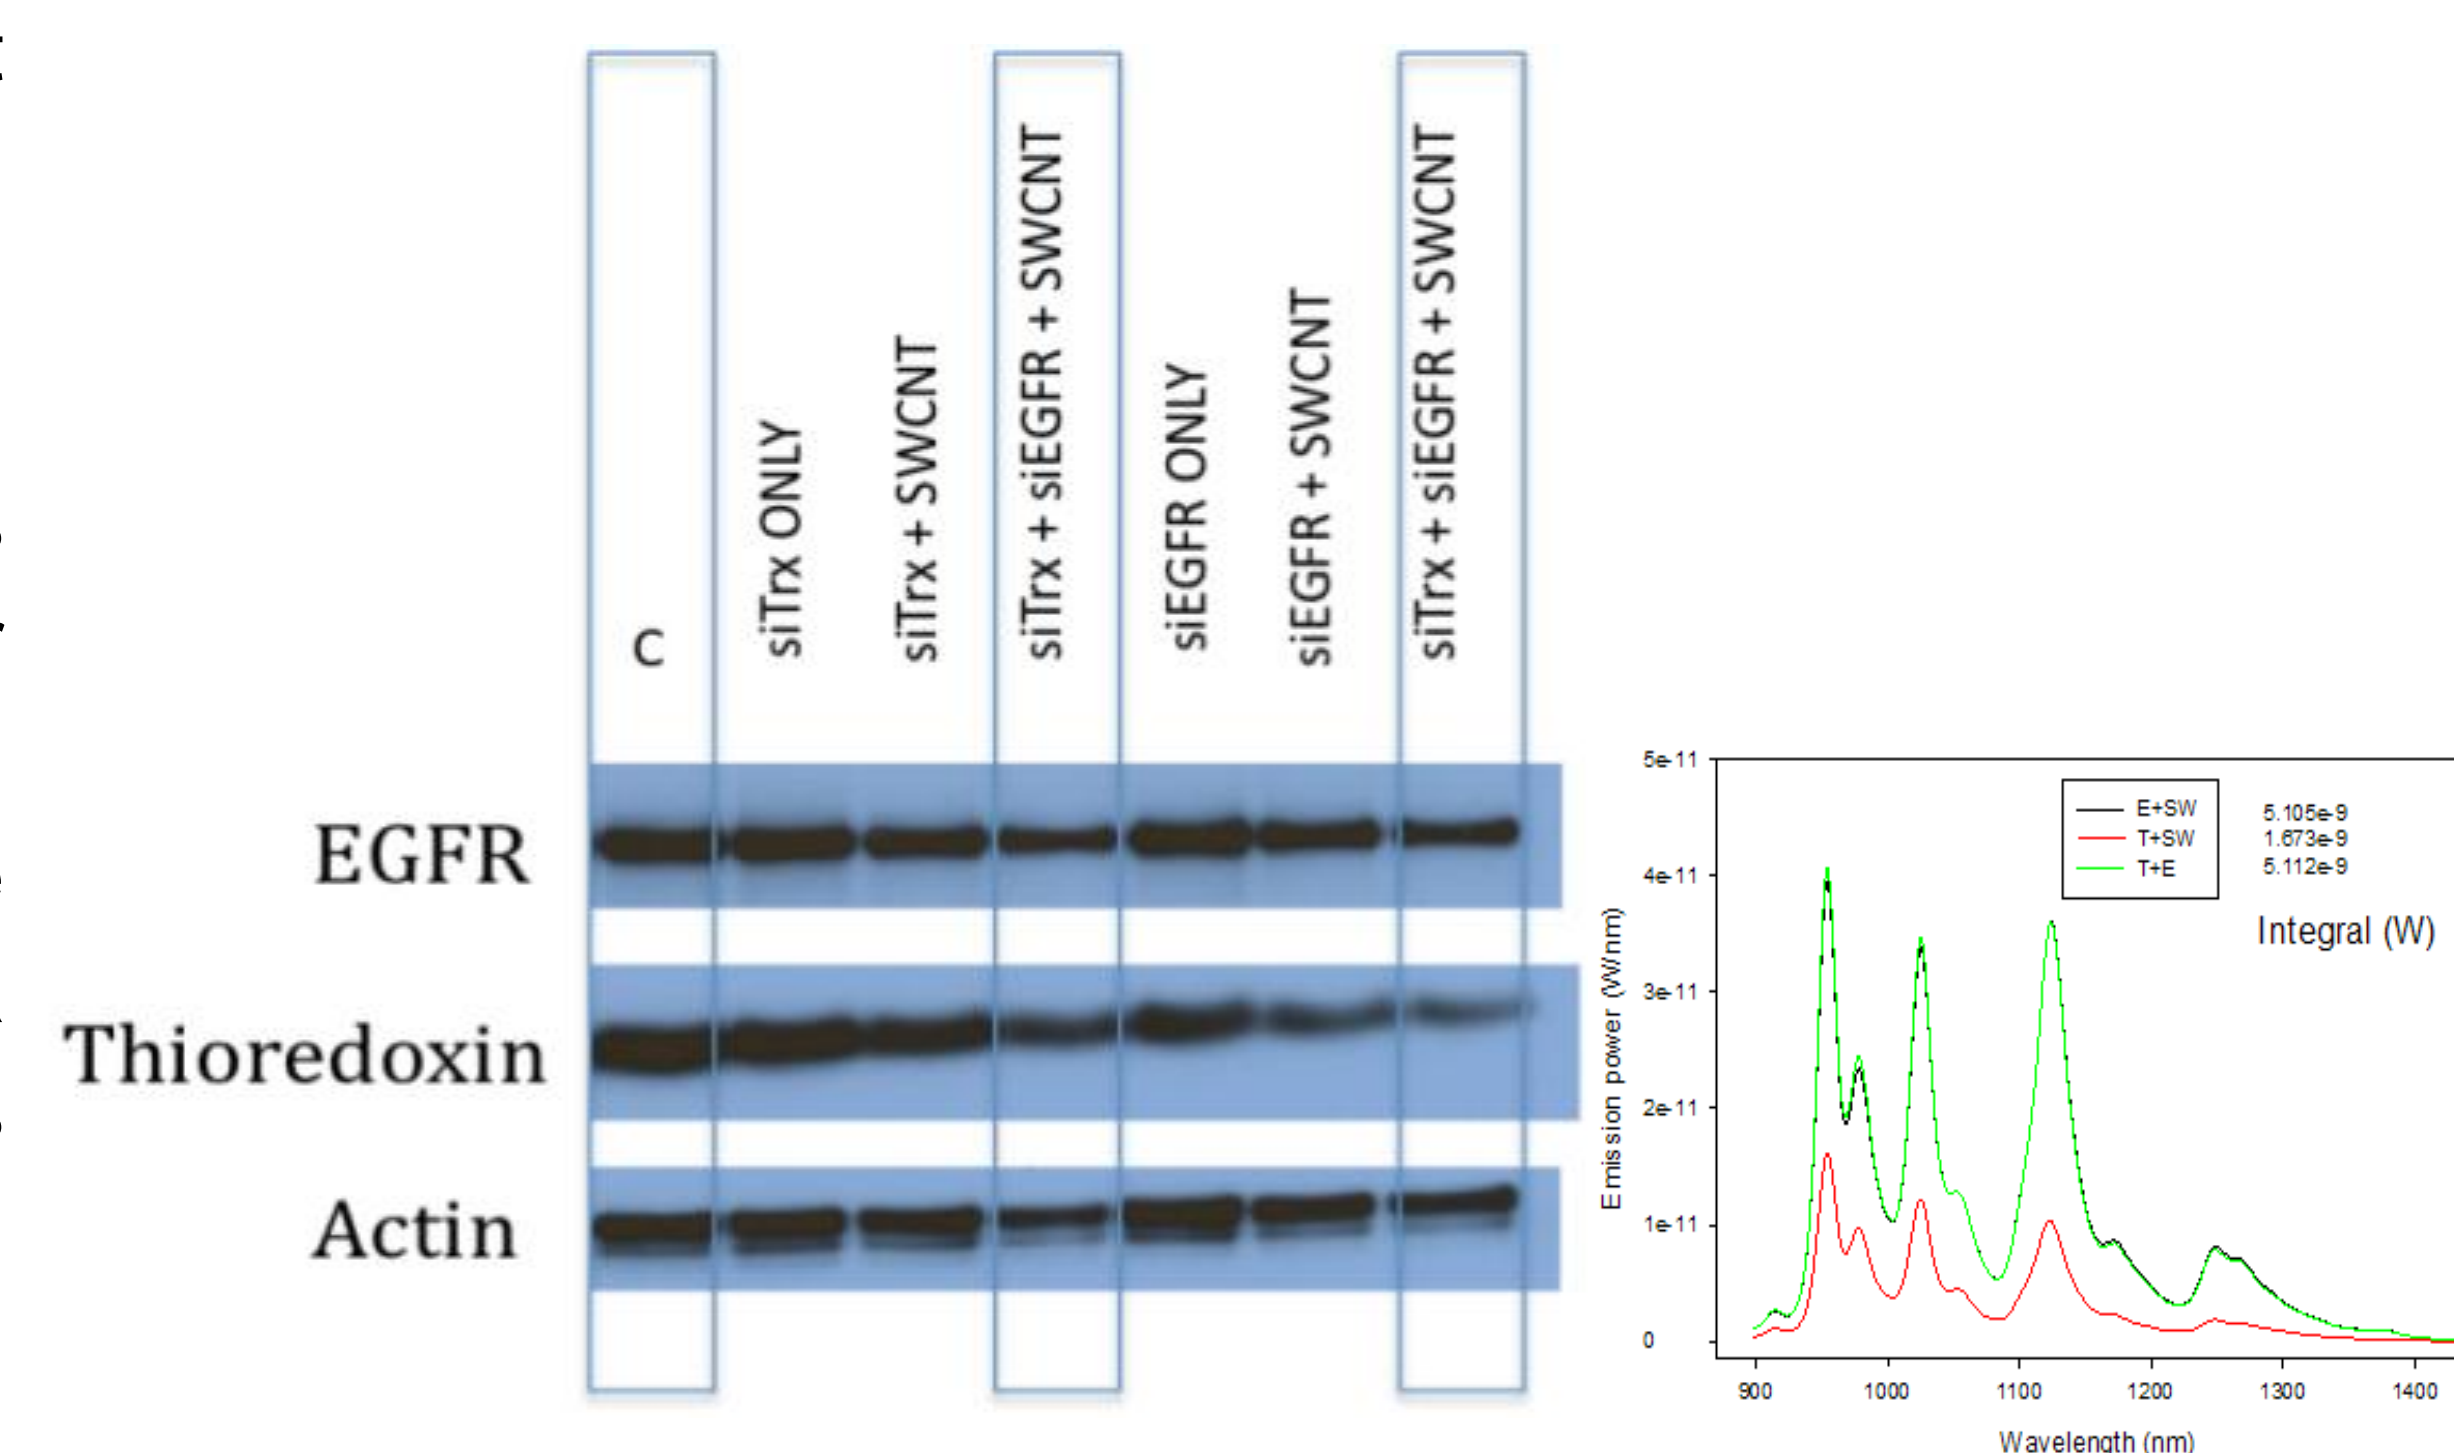 C
siTrx ONLY
siTrx + SWCNT
siTrx + siEGFR + SWCNT
siEGFR ONLY
siEGFR + SWCNT
siTrx + siEGFR + SWCNT
EGFR
Thioredoxin
Actin
5e-11
4e-11
3e-11
2e-11
1e-11
0
Emission power (W/nm)
E+SW 5.105e-9
T+SW 1.673e-9
T+E 5.112e-9
Integral (W)
900 1000 1100 1200 1300 1400
Wavelength (nm)